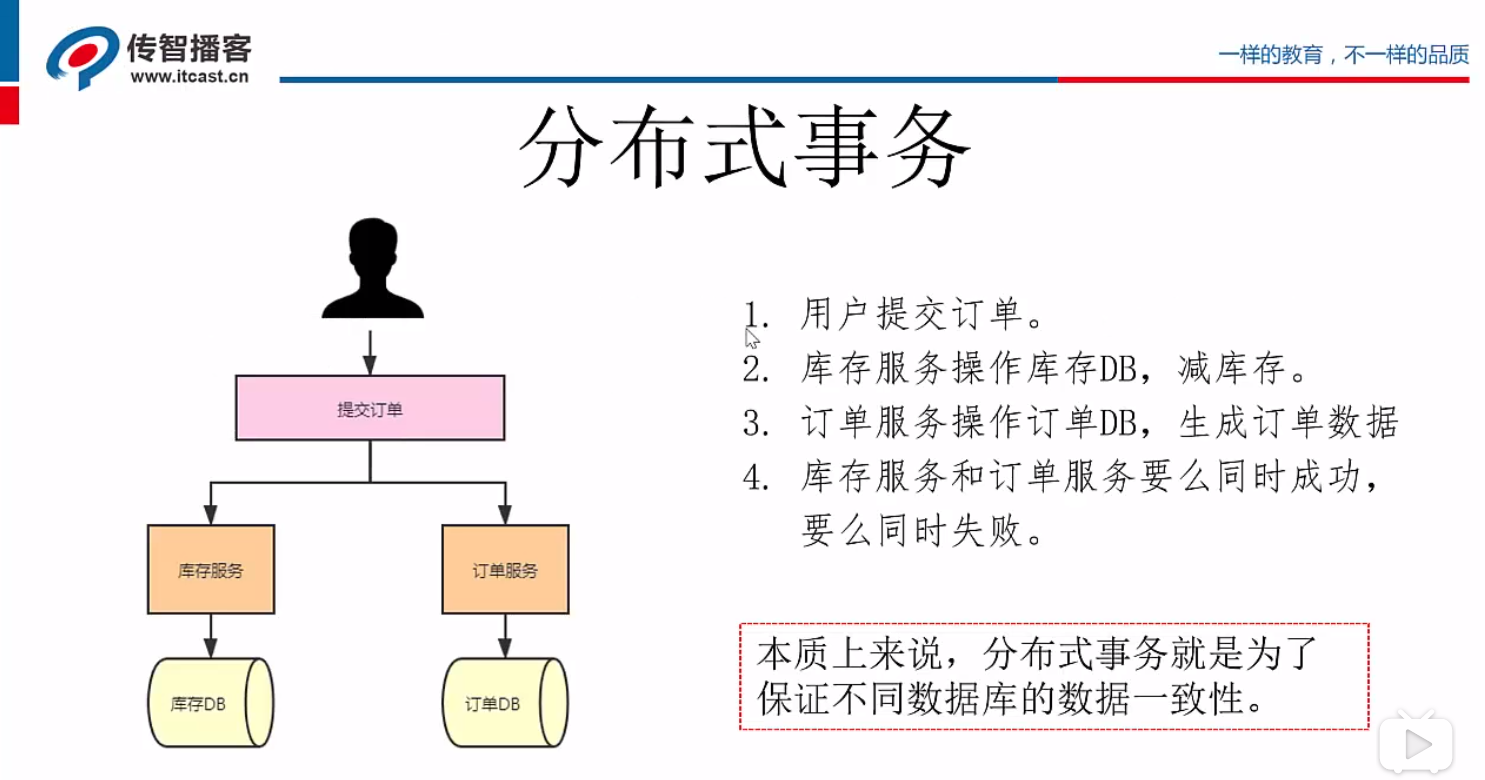 传智播客
www.itcast.cn
一样的教育，不一样的品质
分布式事务
提交订单
库存服务
订单服务
库存DB
订单DB
1. 用户提交订单。
2. 库存服务操作库存DB，减库存。
3. 订单服务操作订单DB，生成订单数据
4. 库存服务和订单服务要么同时成功，
要么同时失败。
本质上来说，分布式事务就是为了
保证不同数据库的数据一致性。